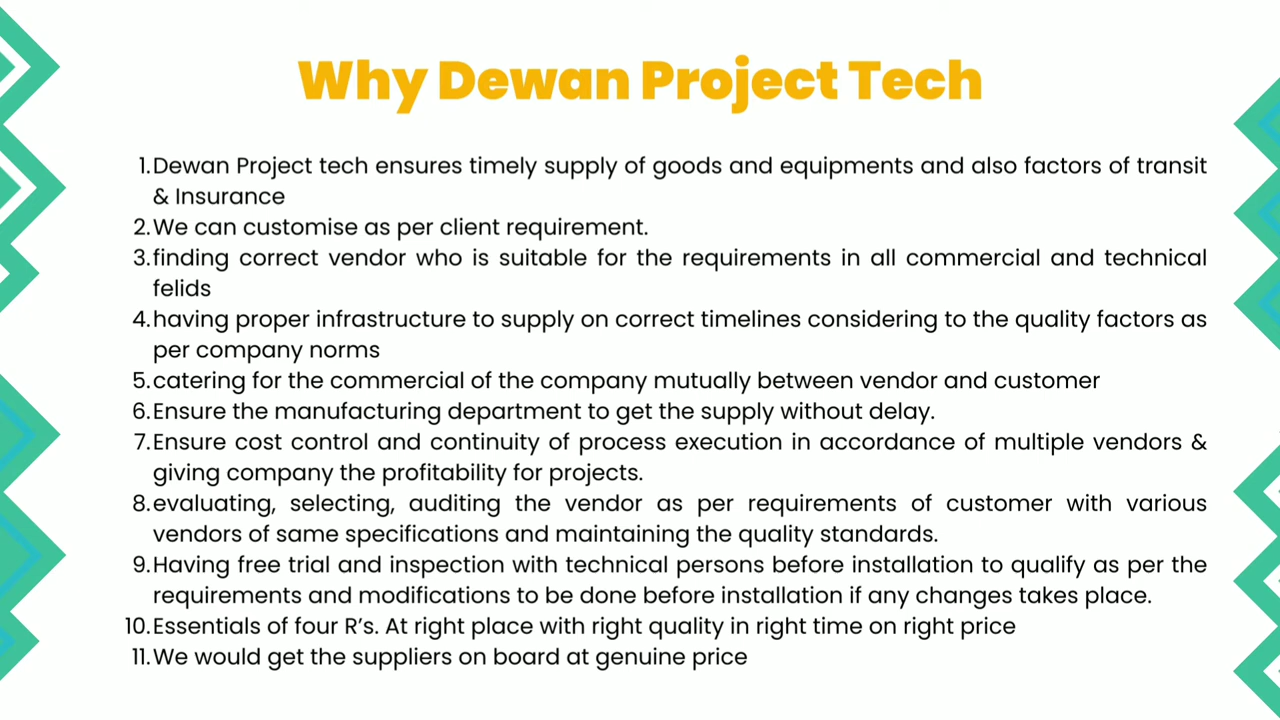 Why Dewan Project Tech
1. Dewan Project tech ensures timely supply of goods and equipments and also factors of transit
& Insurance
2. We can customise as per client requirement.
3. finding correct vendor who is suitable for the requirements in all commercial and technical
felids
4. having proper infrastructure to supply on correct timelines considering to the quality factors as
per company norms
5. catering for the commercial of the company mutually between vendor and customer
6. Ensure the manufacturing department to get the supply without delay.
7. Ensure cost control and continuity of process execution in accordance of multiple vendors &
giving company the profitability for projects.
8. evaluating, selecting, auditing the vendor as per requirements of customer with various
vendors of same specifications and maintaining the quality standards.
9. Having free trial and inspection with technical persons before installation to qualify as per the
requirements and modifications to be done before installation if any changes takes place.
10. Essentials of four R’s. At right place with right quality in right time on right price
11. We would get the suppliers on board at genuine price